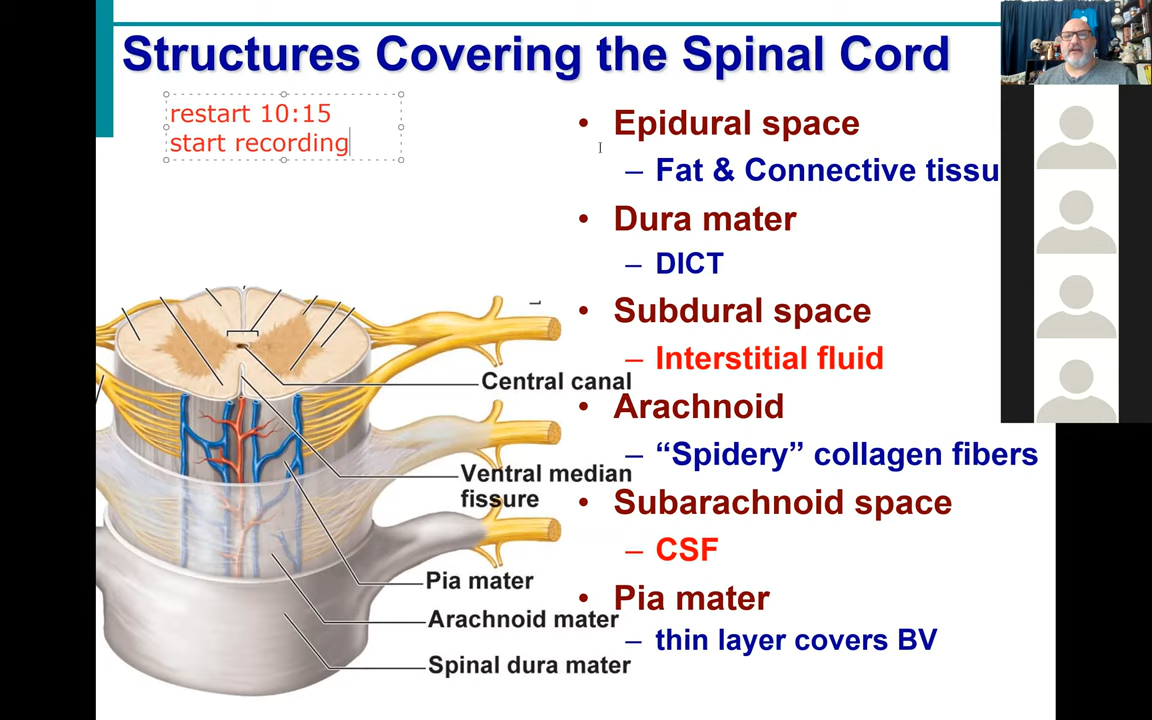 Structures Covering the Spinal Cord
restart 10:15
start recording
• Epidural space
– Fat & Connective tissu
• Dura mater
– DICT
• Subdural space
– Interstitial fluid
• Arachnoid
– “Spidery” collagen fibers
• Subarachnoid space
– CSF
• Pia mater
– thin layer covers BV
Central canal
Ventral median
fissure
Pia mater
Arachnoid mater
Spinal dura mater